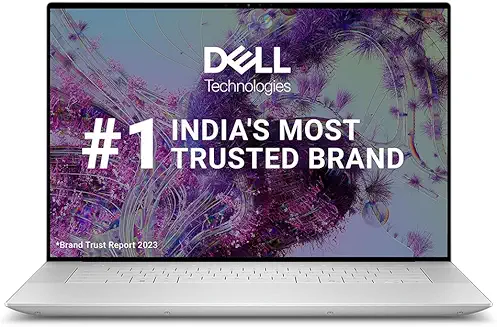 DELL
Technologies
#1 INDIA'S MOST
TRUSTED BRAND
*Brand Trust Report 2023